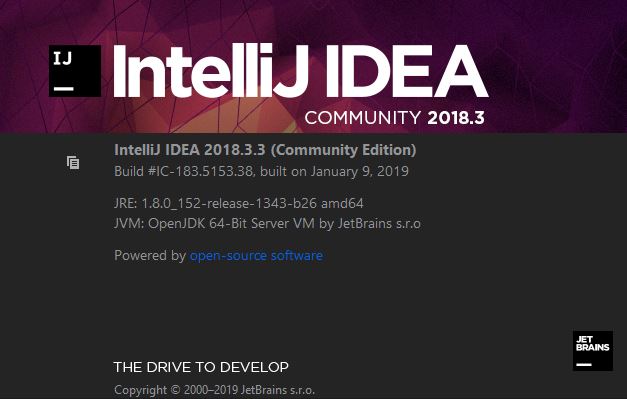 IJ
IntelliJ IDEA
COMMUNITY 2018.3
IntelliJ IDEA 2018.3.3 (Community Edition)
Build #IC-183.5153.38, built on January 9, 2019
JRE: 1.8.0_152-release-1343-b26 amd64
JVM: OpenJDK 64-Bit Server VM by JetBrains s.r.o
Powered by open-source software
JET
BRAINS
THE DRIVE TO DEVELOP
Copyright © 2000–2019 JetBrains s.r.o.